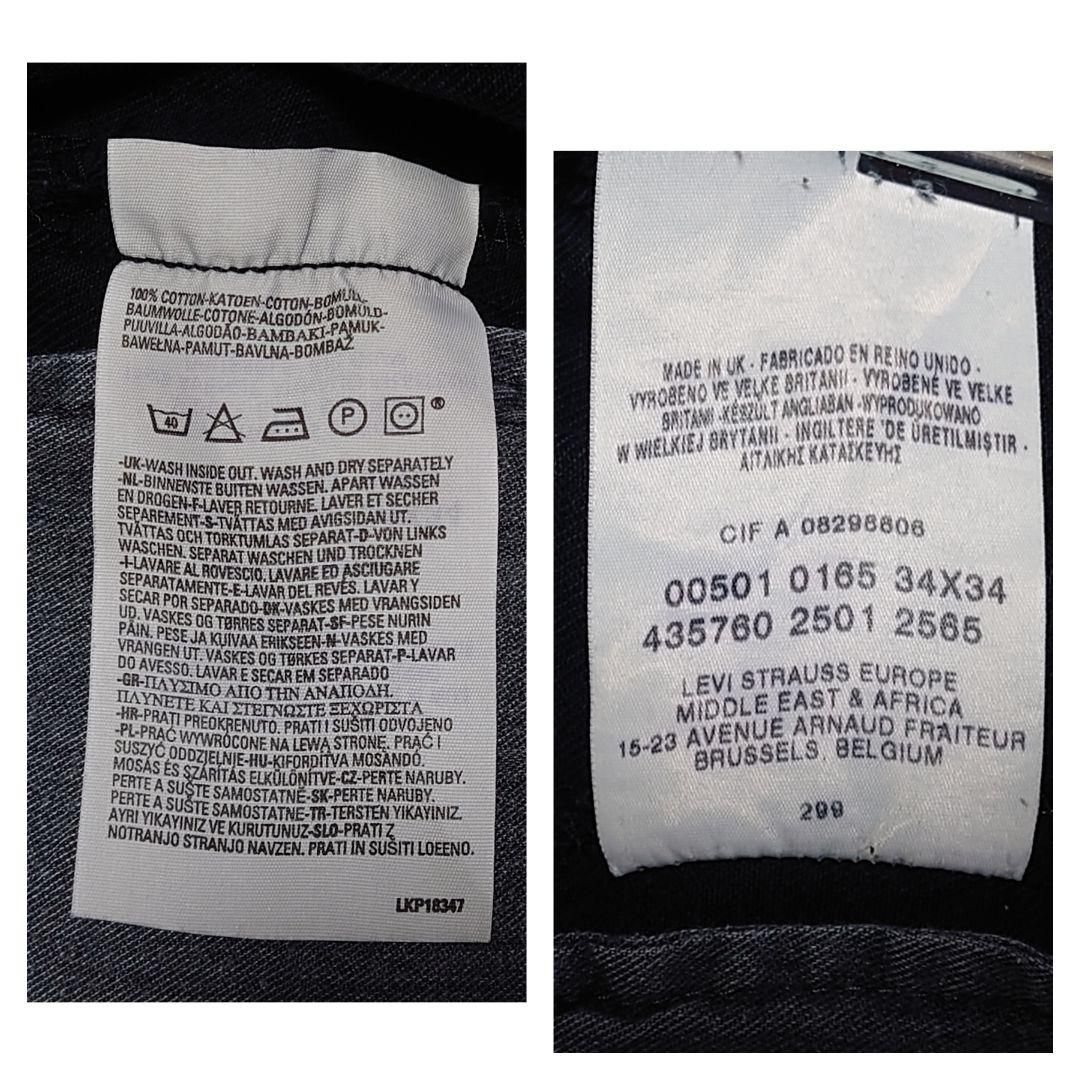 100% COTTON-KATOEN-COTON-BOMULL-
BAUMWOLLE-COTONE-ALGODÓN-BOMULD-
PUUVILLA-ALGODÃO-BAMBAKI-PAMUK-
BAWEŁNA-PAMUT-BAVLNA-BOMBAŽ
40 P ®
-UK-WASH INSIDE OUT. WASH AND DRY SEPARATELY
-NL-BINNENSTE BUITEN WASSEN. APART WASSEN
EN DROGEN-F-LAVER RETOURNE. LAVER ET SECHER
SEPAREMENT-S-TVÄTTAS MED AVIGSIDAN UT.
TVÄTTAS OCH TORKTUMLAS SEPARAT-D-VON LINKS
WASCHEN. SEPARAT WASCHEN UND TROCKNEN
-I-LAVARE AL ROVESCIO. LAVARE ED ASCIUGARE
SEPARATAMENTE-E-LAVAR DEL REVÉS. LAVAR Y
SECAR POR SEPARADO-DK-VASKES MED VRANGSIDEN
UD. VASKES OG TØRRES SEPARAT-SF-PESE NURIN
PÄIN. PESE JA KUIVAA ERIKSEEN-N-VASKES MED
VRANGEN UT. VASKES OG TØRKES SEPARAT-P-LAVAR
DO AVESSO. LAVAR E SECAR EM SEPARADO
-GR-ΠΛΥΣΙΜΟ ΑΠΟ ΤΗΝ ΑΝΑΠΟΔΗ.
ΠΛΥΝΕΤΕ ΚΑΙ ΣΤΕΓΝΩΣΤΕ ΞΕΧΩΡΙΣΤΑ
-HR-PRATI PREOKRENUTO. PRATI I SUŠITI ODVOJENO
-PL-PRAĆ WYWRÓCONE NA LEWĄ STRONĘ. PRAĆ I
SUSZYĆ ODDZIELNIE-HU-KIFORDÍTVA MOSANDÓ.
MOSÁS ÉS SZÁRÍTÁS ELKÜLÖNÍTVE-CZ-PERTE NARUBY.
PERTE A SUŠTE SAMOSTATNĚ-SK-PERTE NARUBY.
PERTE A SUŠTE SAMOSTATNE-TR-TERSTEN YIKAYINIZ.
AYRI YIKAYINIZ VE KURUTUNUZ-SLO-PRATI Z
NOTRANJO STRANJO NAVZEN. PRATI IN SUŠITI LOEENO.
LKP18347
MADE IN UK - FABRICADO EN REINO UNIDO -
VYROBENO VE VELKE BRITANII - VYROBENÉ VE VELKE
BRITANII -KÉSZÜLT ANGLIABAN -WYPRODUKOWANO
W WIELKIEJ BRYTANII - INGILTERE 'DE ÜRETILMIŞTIR -
ΑΓΓΛΙΚΗΣ ΚΑΤΑΣΚΕΥΗΣ
CIF A 08296806
00501 0165 34X34
435760 2501 2565
LEVI STRAUSS EUROPE
MIDDLE EAST & AFRICA
15-23 AVENUE ARNAUD FRAITEUR
BRUSSELS, BELGIUM
299